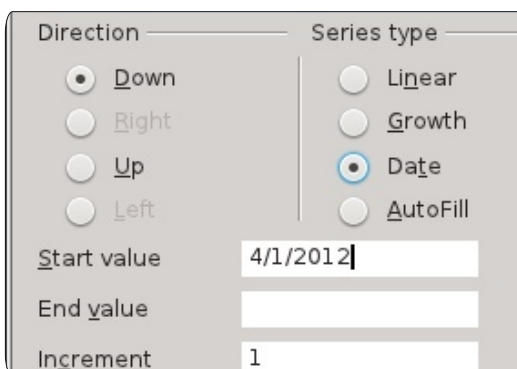 Direction
Down
Right
Up
Left
Series type
Linear
Growth
Date
AutoFill
Start value 4/1/2012
End value
Increment 1